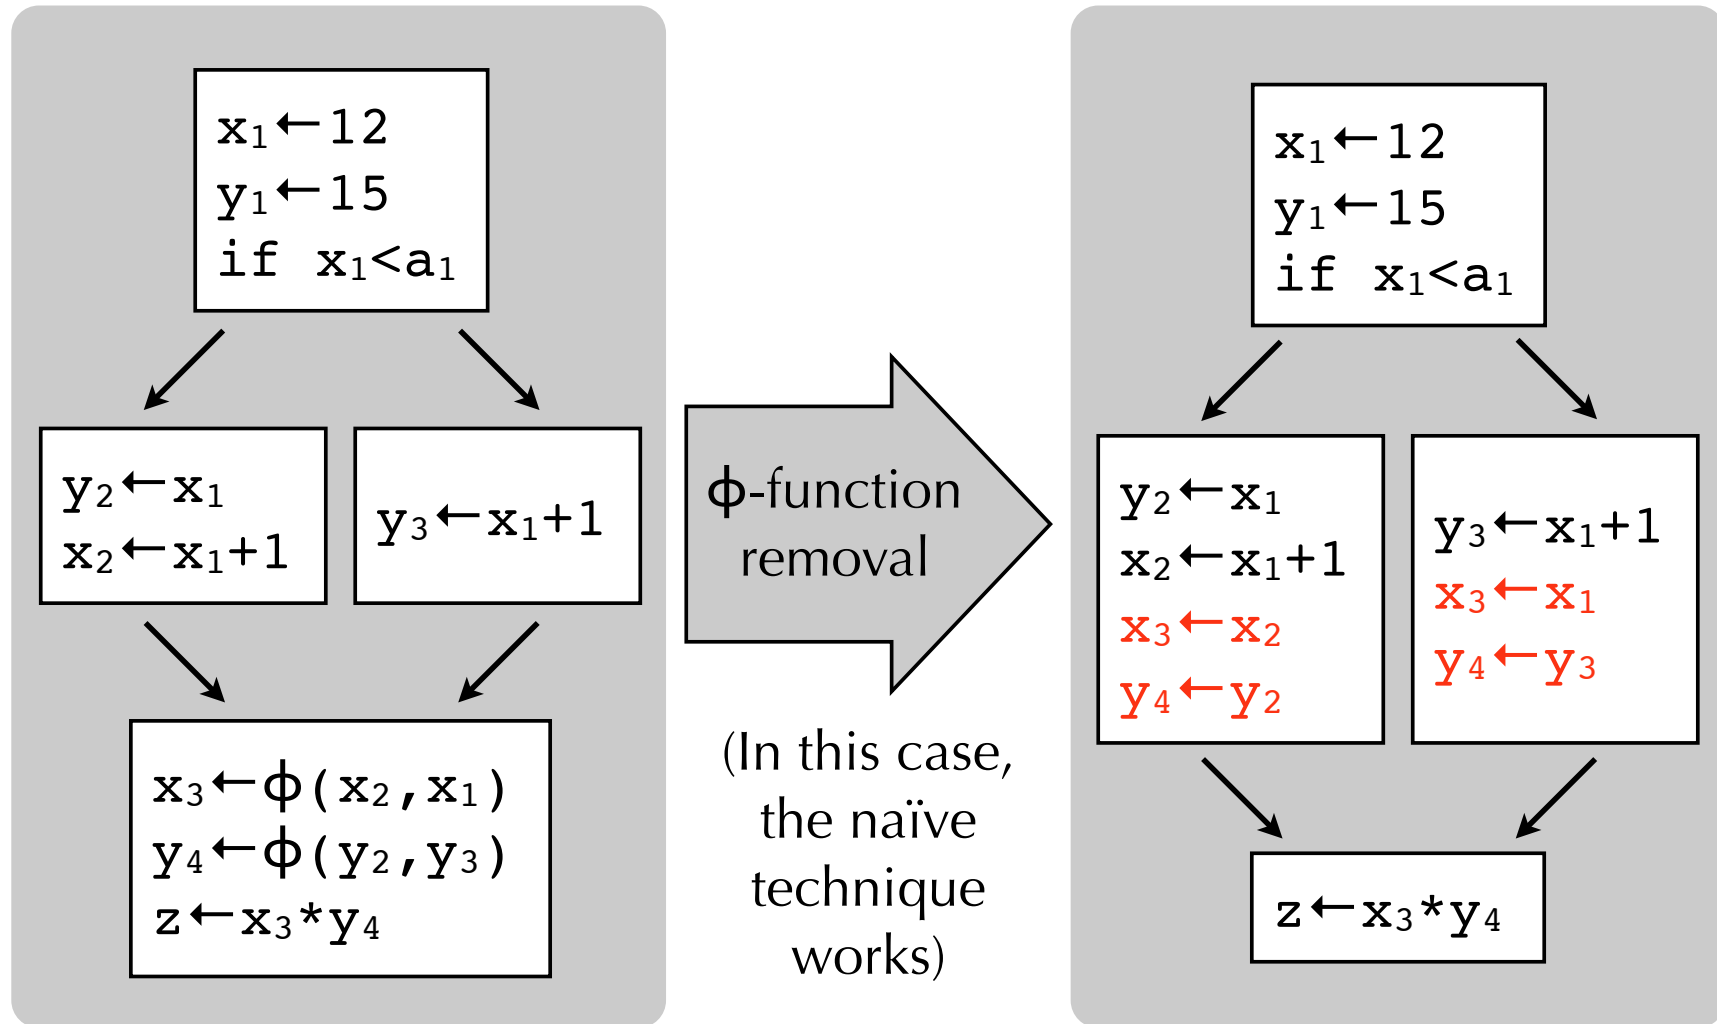 x₁←12
y₁←15
if x₁<a₁
y₂←x₁
x₂←x₁+1
y₃←x₁+1
x₃←ϕ(x₂,x₁)
y₄←ϕ(y₂,y₃)
z←x₃*y₄
ϕ-function
removal
(In this case,
the naïve
technique
works)
x₁←12
y₁←15
if x₁<a₁
y₂←x₁
x₂←x₁+1
x₃←x₂
y₄←y₂
y₃←x₁+1
x₃←x₁
y₄←y₃
z←x₃*y₄